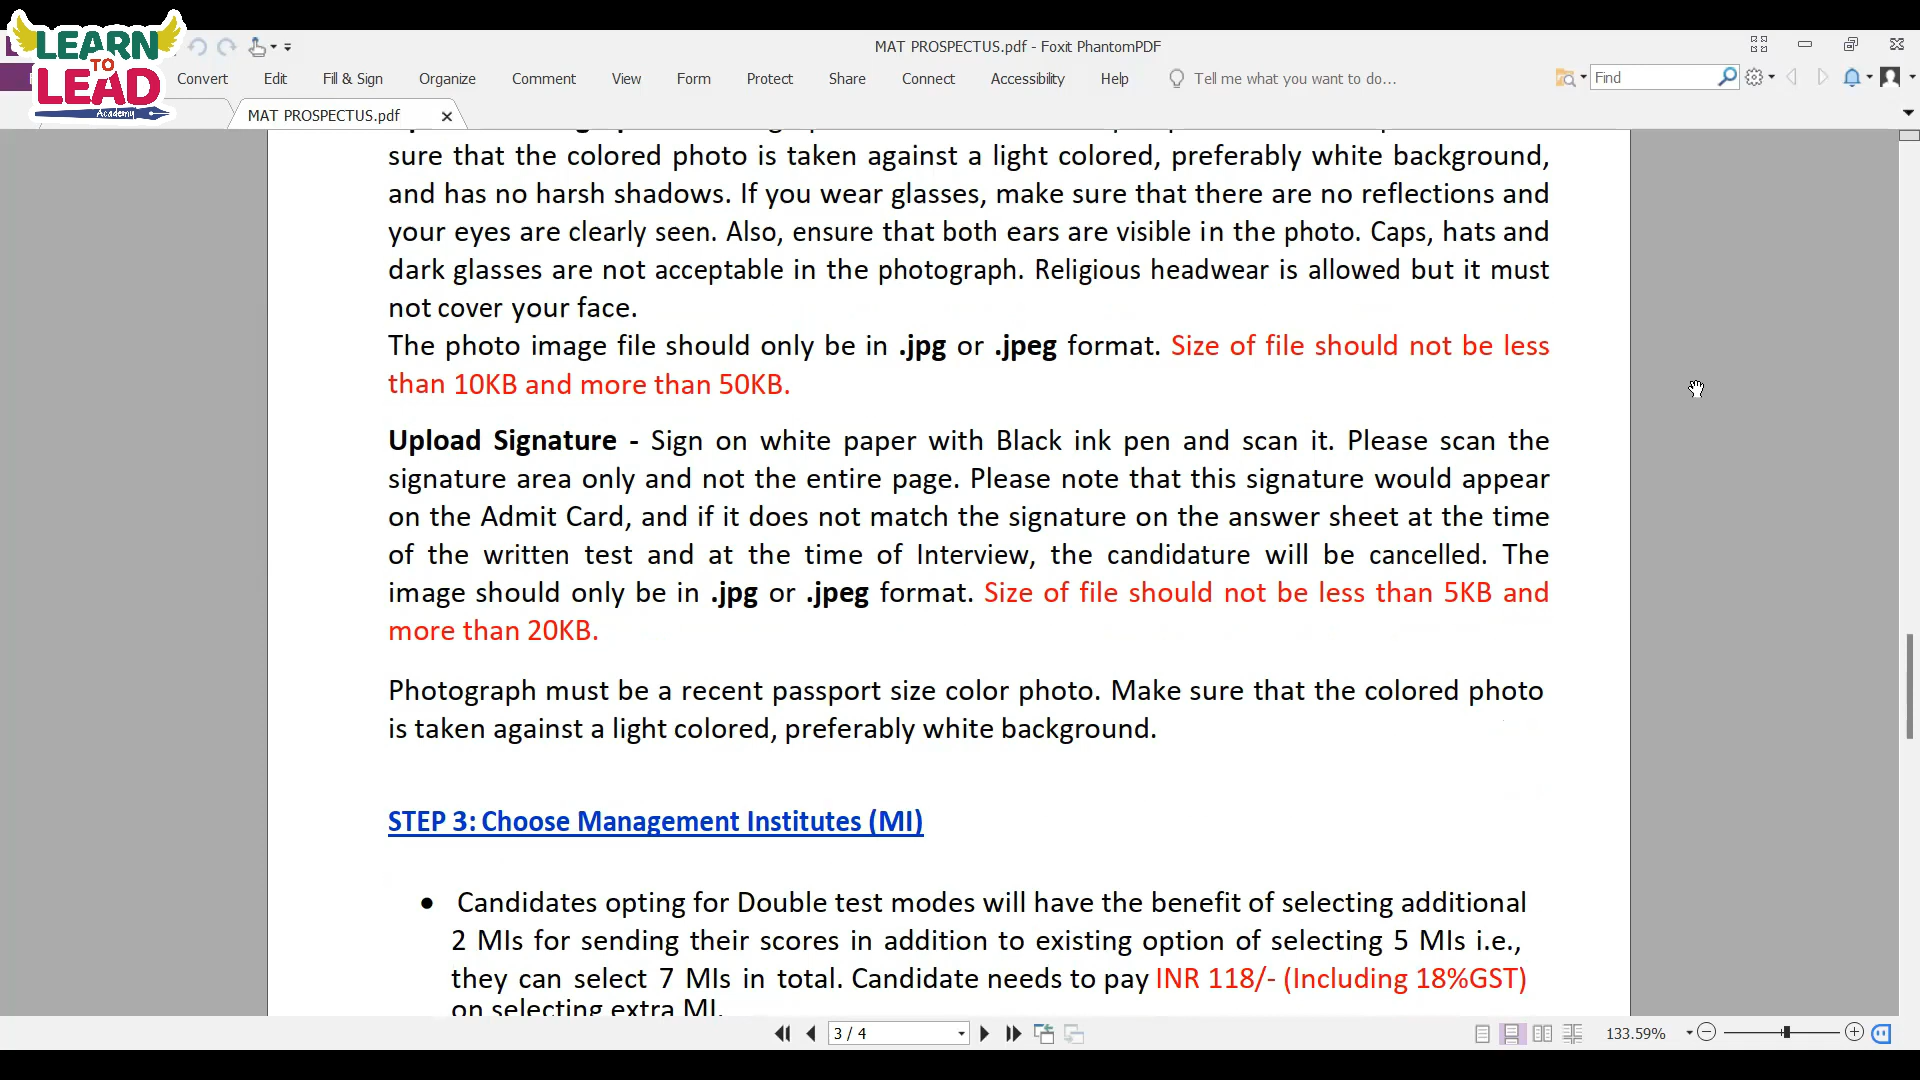 LEARN
TO
LEAD
Academy
MAT PROSPECTUS.pdf - Foxit PhantomPDF
Convert Edit Fill & Sign Organize Comment View Form Protect Share Connect Accessibility Help Tell me what you want to do... Find
MAT PROSPECTUS.pdf
sure that the colored photo is taken against a light colored, preferably white background,
and has no harsh shadows. If you wear glasses, make sure that there are no reflections and
your eyes are clearly seen. Also, ensure that both ears are visible in the photo. Caps, hats and
dark glasses are not acceptable in the photograph. Religious headwear is allowed but it must
not cover your face.
The photo image file should only be in .jpg or .jpeg format. Size of file should not be less
than 10KB and more than 50KB.
Upload Signature - Sign on white paper with Black ink pen and scan it. Please scan the
signature area only and not the entire page. Please note that this signature would appear
on the Admit Card, and if it does not match the signature on the answer sheet at the time
of the written test and at the time of Interview, the candidature will be cancelled. The
image should only be in .jpg or .jpeg format. Size of file should not be less than 5KB and
more than 20KB.
Photograph must be a recent passport size color photo. Make sure that the colored photo
is taken against a light colored, preferably white background.
STEP 3: Choose Management Institutes (MI)
• Candidates opting for Double test modes will have the benefit of selecting additional
2 MIs for sending their scores in addition to existing option of selecting 5 MIs i.e.,
they can select 7 MIs in total. Candidate needs to pay INR 118/- (Including 18%GST)
on selecting extra MI.
3 / 4
133.59%